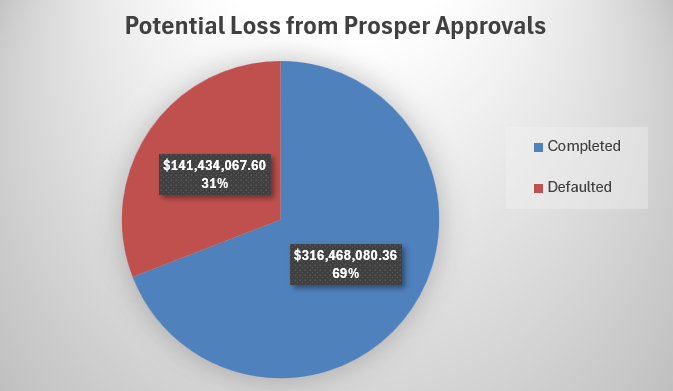 Potential Loss from Prosper Approvals
$141,434,067.60
31%
$316,468,080.36
69%
Completed
Defaulted